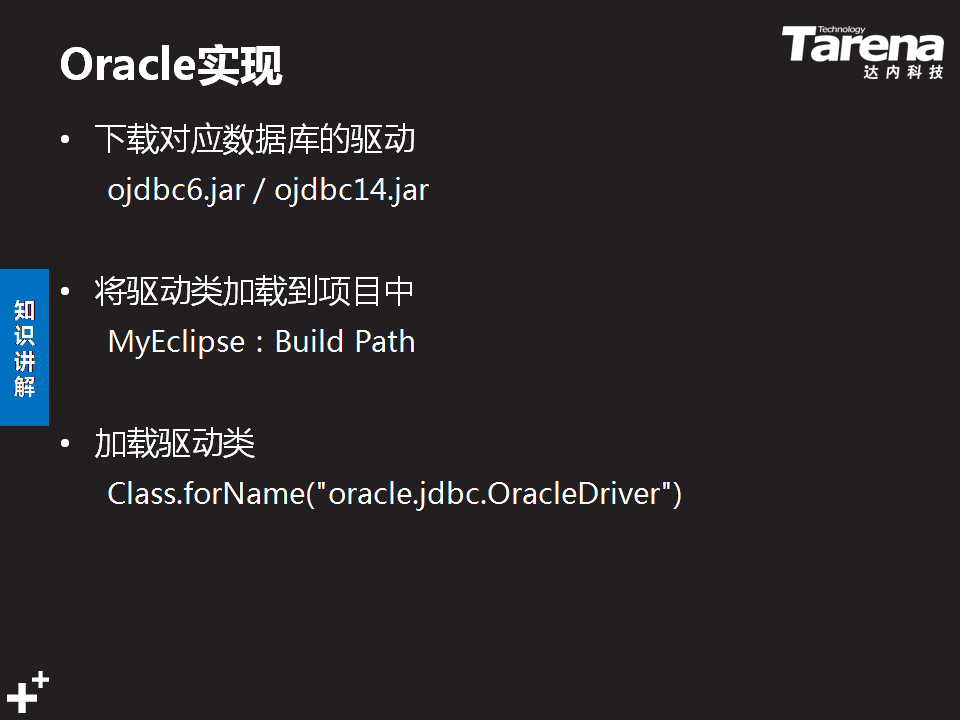 Oracle实现
Technology
Tarena
达内科技
• 下载对应数据库的驱动
ojdbc6.jar / ojdbc14.jar
• 将驱动类加载到项目中
MyEclipse : Build Path
知识讲解
• 加载驱动类
Class.forName("oracle.jdbc.OracleDriver")